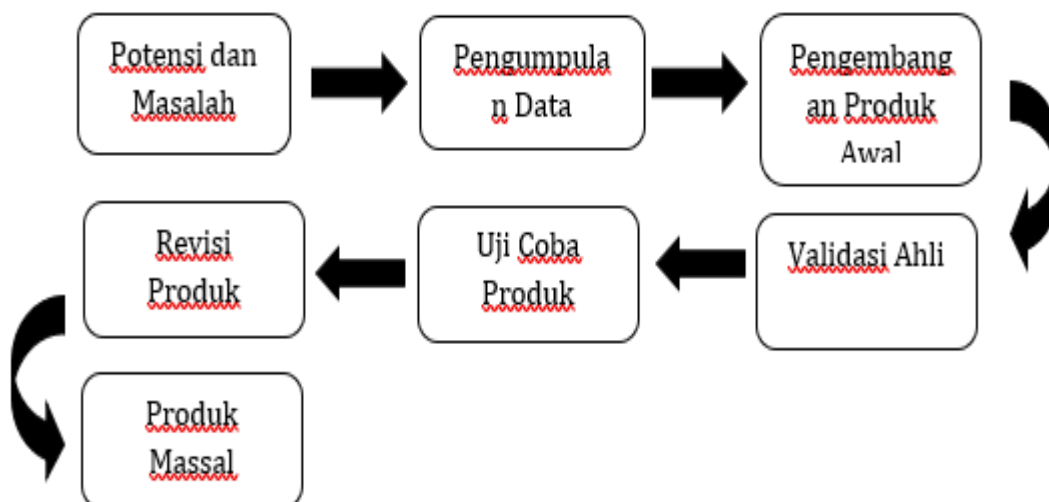 Potensi dan
Masalah
Pengumpula
n Data
Pengembang
an Produk
Awal
Validasi Ahli
Uji Coba
Produk
Revisi
Produk
Produk
Massal